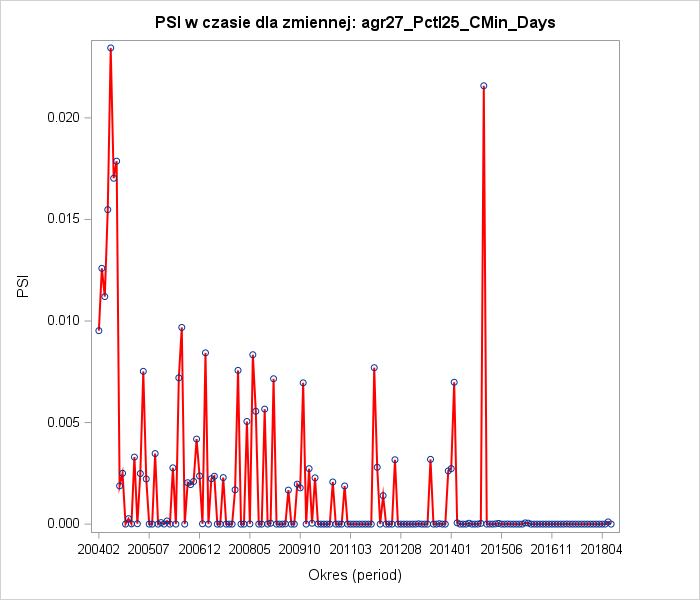 PSI w czasie dla zmiennej: agr27_Pctl25_CMin_Days
PSI
0.020
0.015
0.010
0.005
0.000
200402 200507 200612 200805 200910 201103 201208 201401 201506 201611 201804
Okres (period)